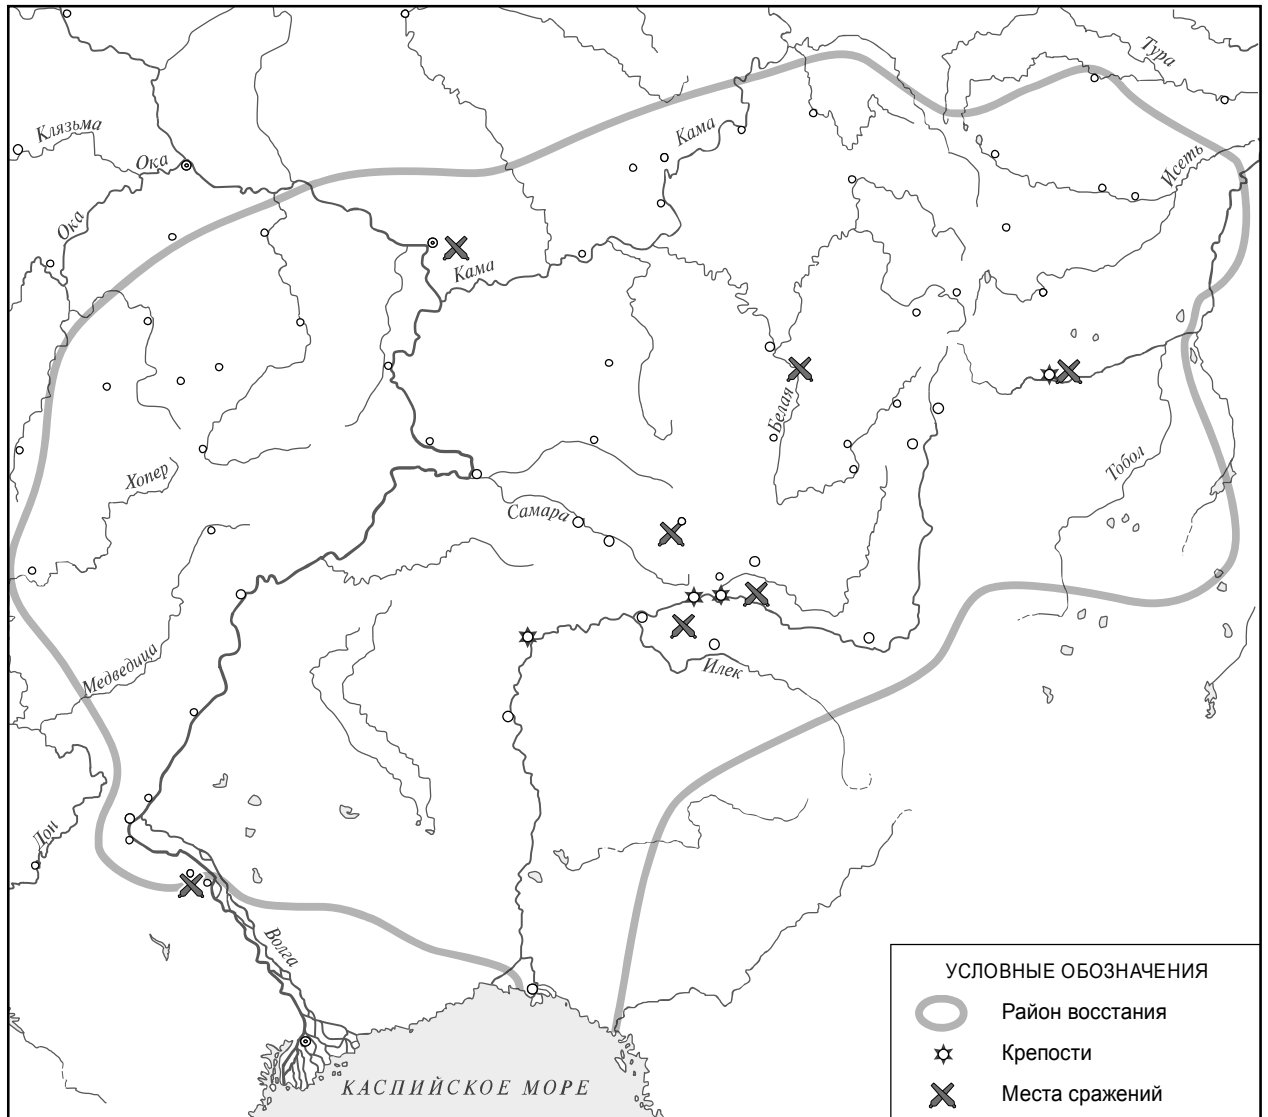 Тура
Клязьма
Кама
Ока
Исеть
Ока
Кама
Белая
Тобол
Хопер
Самара
Медведица
Илек
Дон
Волга
КАСПИЙСКОЕ МОРЕ
УСЛОВНЫЕ ОБОЗНАЧЕНИЯ
Район восстания
Крепости
Места сражений